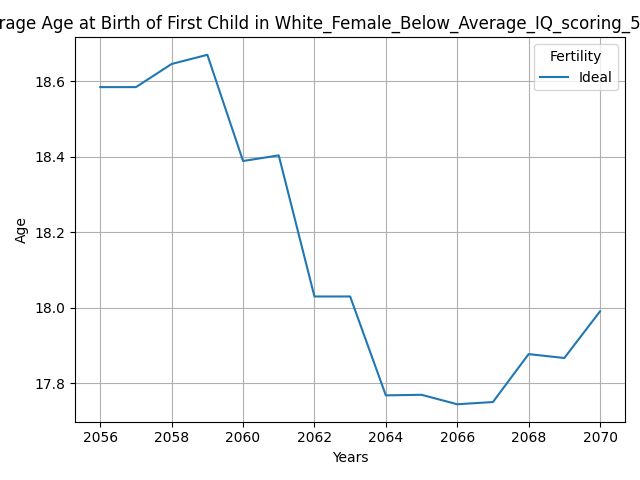 rage Age at Birth of First Child in White_Female_Below_Average_IQ_scoring_5
Fertility
Ideal
18.6
18.4
18.2
18.0
17.8
Age
2056 2058 2060 2062 2064 2066 2068 2070
Years